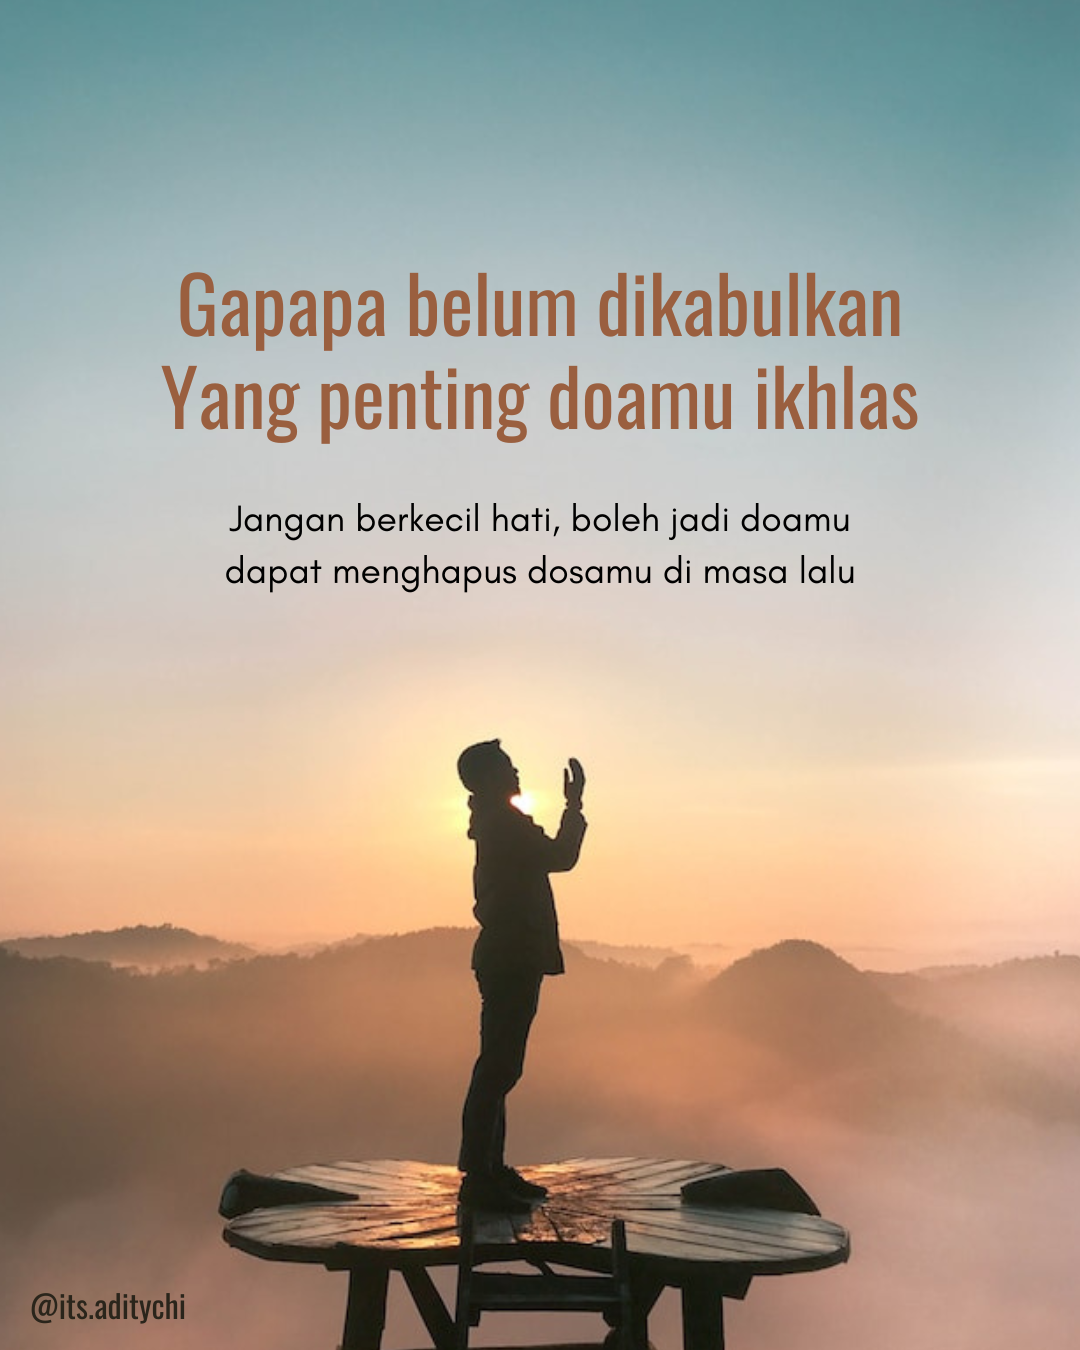 Gapapa belum dikabulkan
Yang penting doamu ikhlas
Jangan berkecil hati, boleh jadi doamu
dapat menghapus dosamu di masa lalu
@its.aditychi